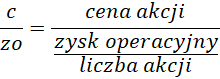 c
zo
=
cena akcji
zysk operacyjny
liczba akcji